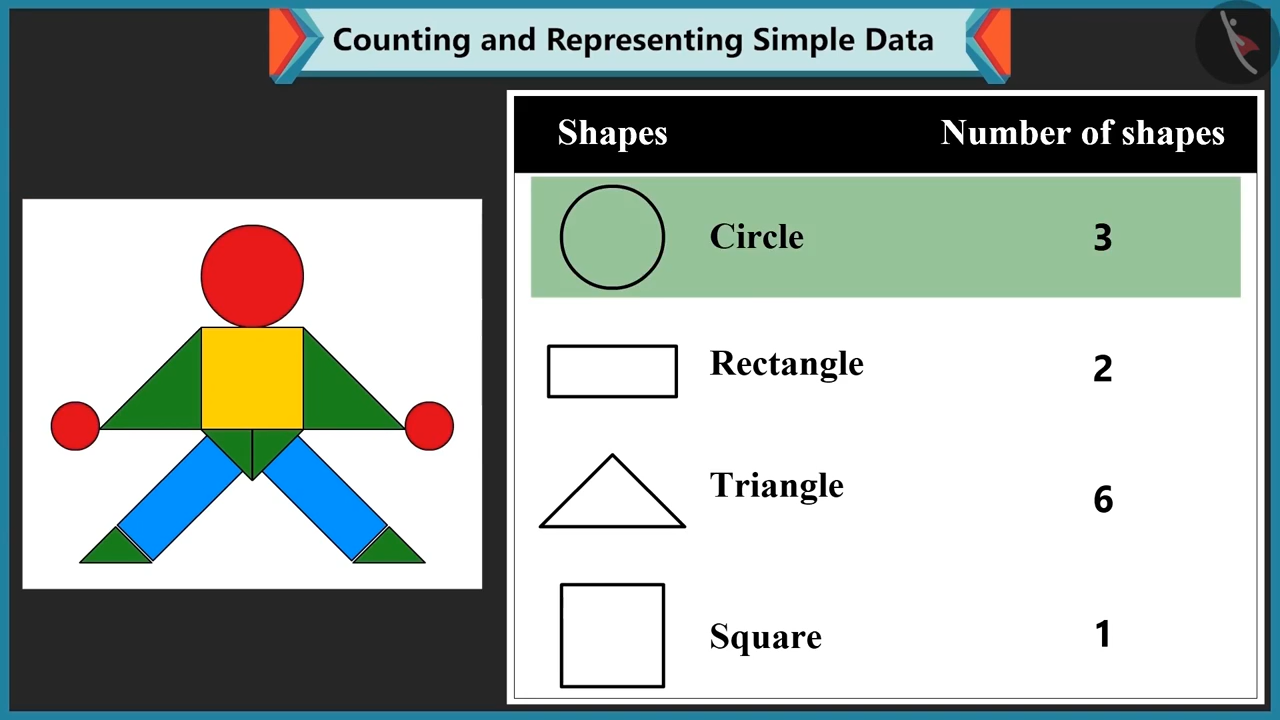 Counting and Representing Simple Data
Shapes Number of shapes
Circle 3
Rectangle 2
Triangle 6
Square 1